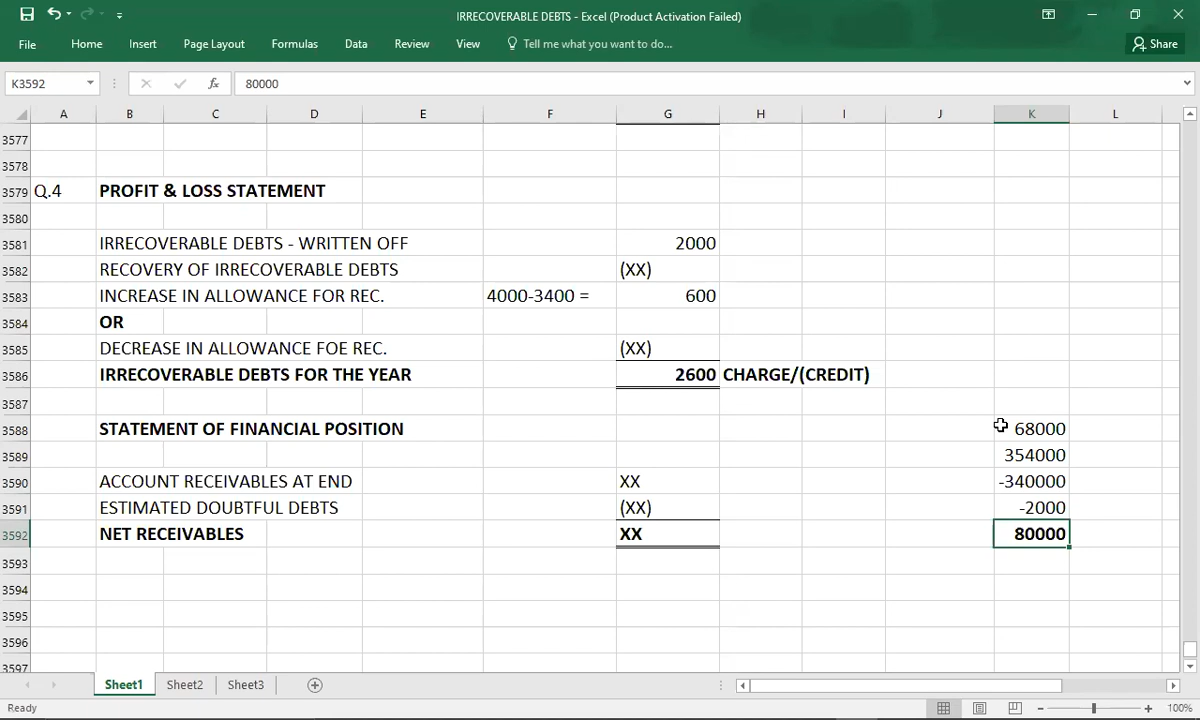 IRRECOVERABLE DEBTS - Excel (Product Activation Failed)
File Home Insert Page Layout Formulas Data Review View Tell me what you want to do... Share
K3592 fx 80000
A B C D E F G H I J K L
3577
3578
3579 Q.4 PROFIT & LOSS STATEMENT
3580
3581 IRRECOVERABLE DEBTS - WRITTEN OFF 2000
3582 RECOVERY OF IRRECOVERABLE DEBTS (XX)
3583 INCREASE IN ALLOWANCE FOR REC. 4000-3400 = 600
3584 OR
3585 DECREASE IN ALLOWANCE FOE REC. (XX)
3586 IRRECOVERABLE DEBTS FOR THE YEAR 2600 CHARGE/(CREDIT)
3587
3588 STATEMENT OF FINANCIAL POSITION 68000
3589 354000
3590 ACCOUNT RECEIVABLES AT END XX -340000
3591 ESTIMATED DOUBTFUL DEBTS (XX) -2000
3592 NET RECEIVABLES XX 80000
3593
3594
3595
3596
3597
Sheet1 Sheet2 Sheet3
Ready 100%